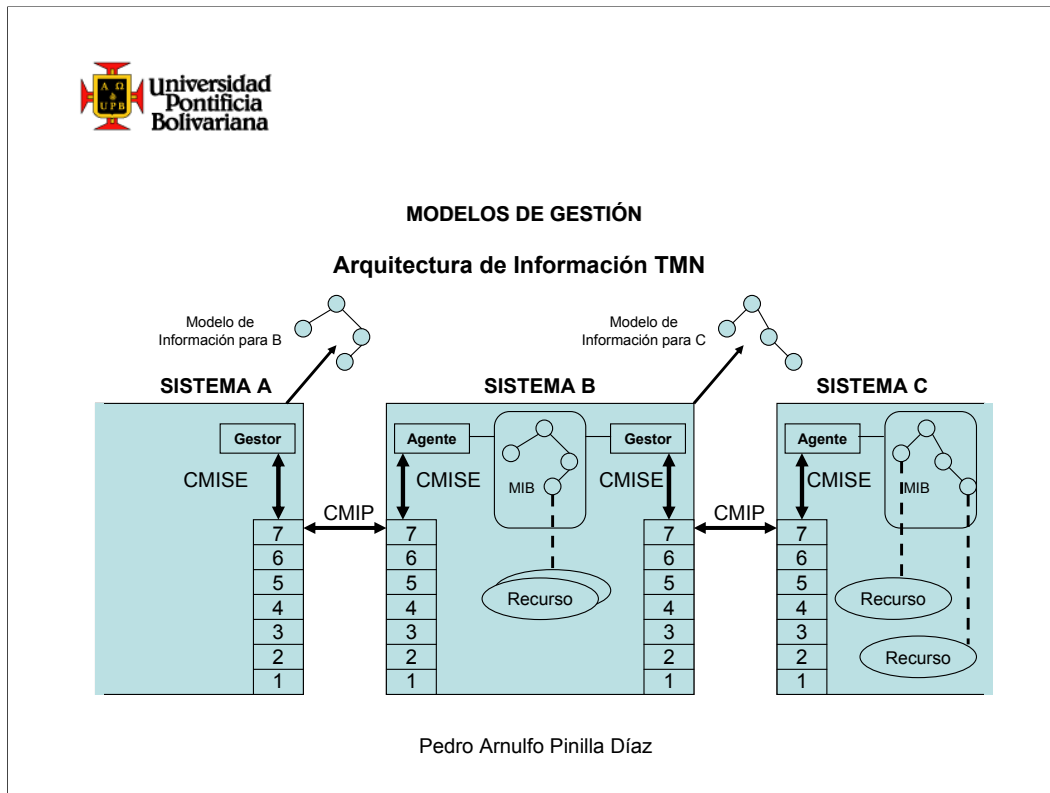 Α Ω
UPB
Universidad
Pontificia
Bolivariana
MODELOS DE GESTIÓN
Arquitectura de Información TMN
Modelo de
Información para B
Modelo de
Información para C
SISTEMA A
SISTEMA B
SISTEMA C
Gestor
Agente
Gestor
Agente
CMISE
CMISE
MIB
CMISE
CMISE
MIB
CMIP
CMIP
7
7
7
7
6
6
6
6
5
5
5
5
4
4
4
4
3
3
3
3
2
2
2
2
1
1
1
1
Recurso
Recurso
Recurso
Pedro Arnulfo Pinilla Díaz